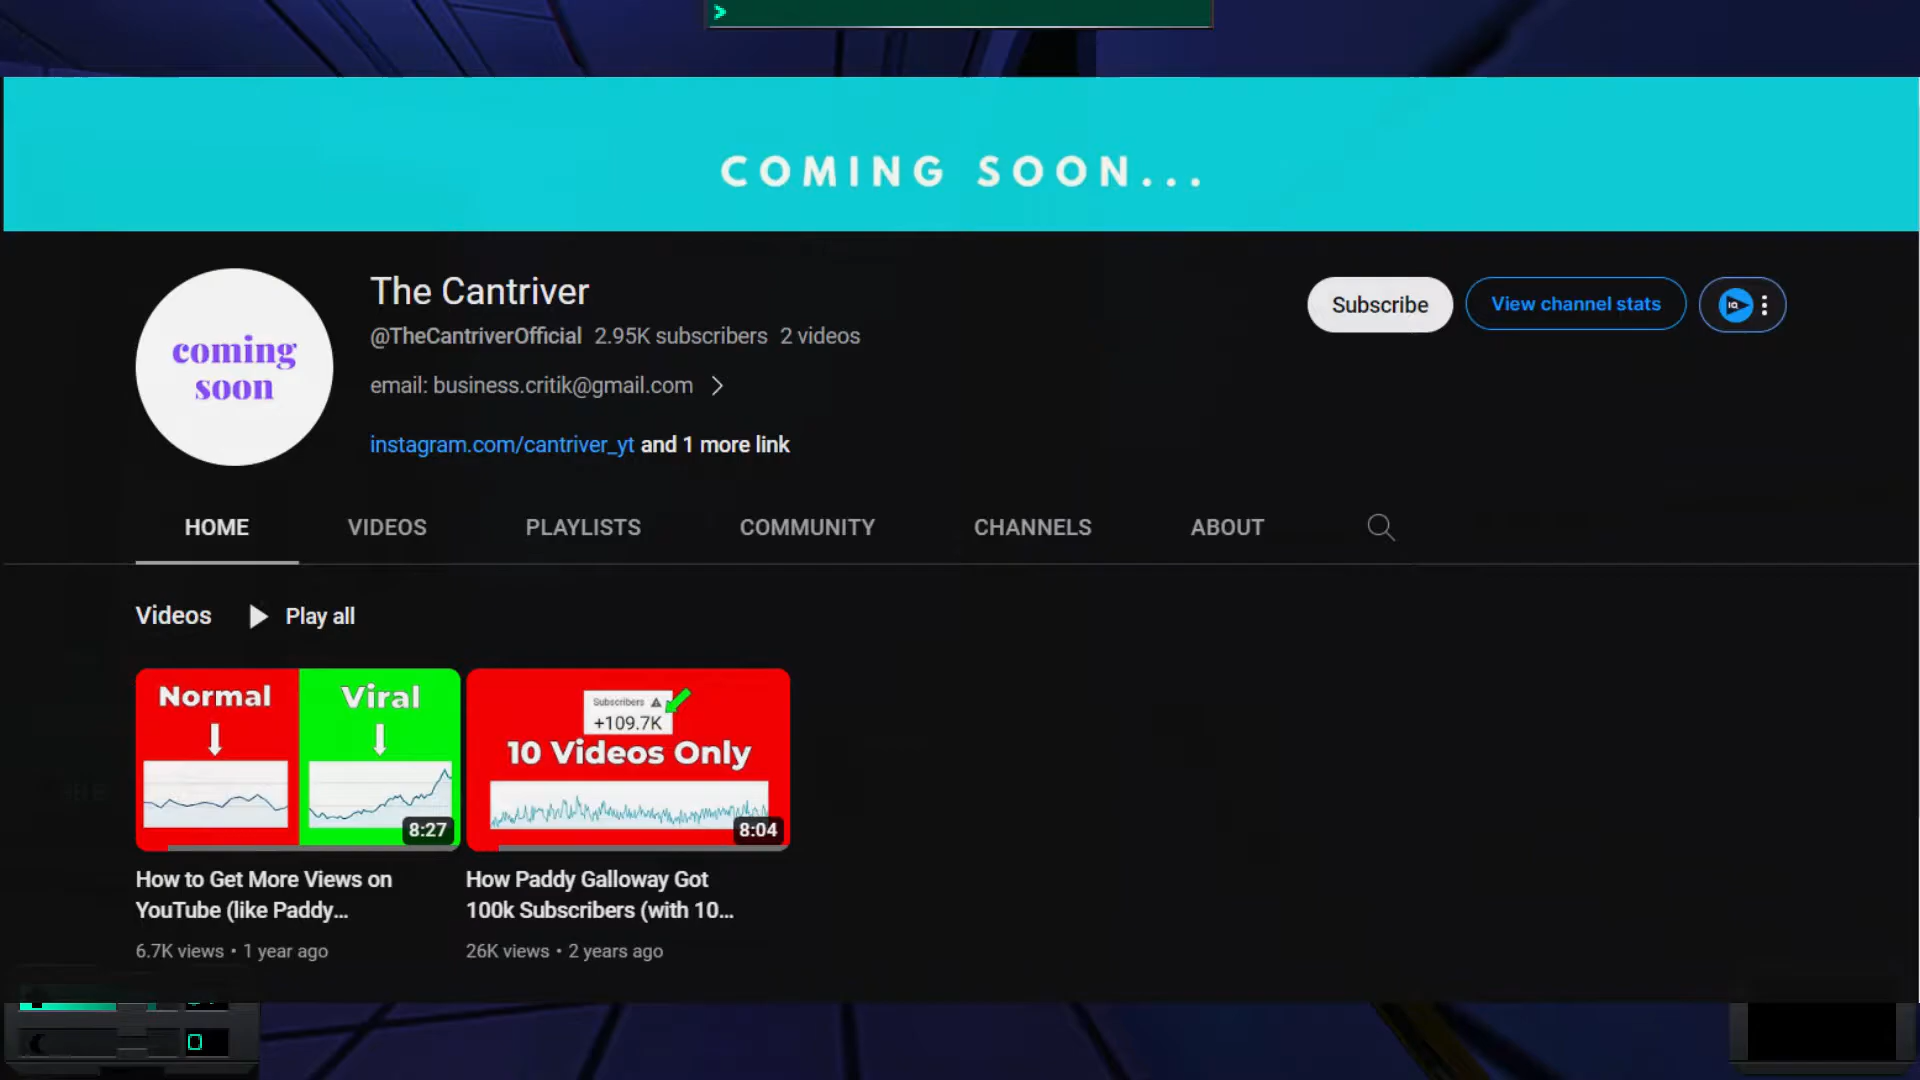 >
COMING SOON...
coming
soon
The Cantriver
@TheCantriverOfficial 2.95K subscribers 2 videos
email: business.critik@gmail.com >
instagram.com/cantriver_yt and 1 more link
Subscribe
View channel stats
IQ
HOME VIDEOS PLAYLISTS COMMUNITY CHANNELS ABOUT
Videos Play all
Normal
Viral
8:27
Subscribers
+109.7K
10 Videos Only
8:04
How to Get More Views on
YouTube (like Paddy...
6.7K views • 1 year ago
How Paddy Galloway Got
100k Subscribers (with 10...
26K views • 2 years ago
0